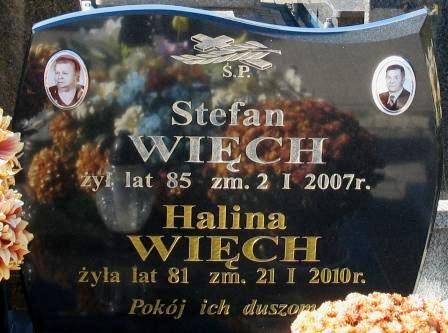 Ś.P.
Stefan
WIĘCH
żył lat 85 zm. 2 I 2007r.
Halina
WIĘCH
żyła lat 81 zm. 21 I 2010r.
Pokój ich duszom